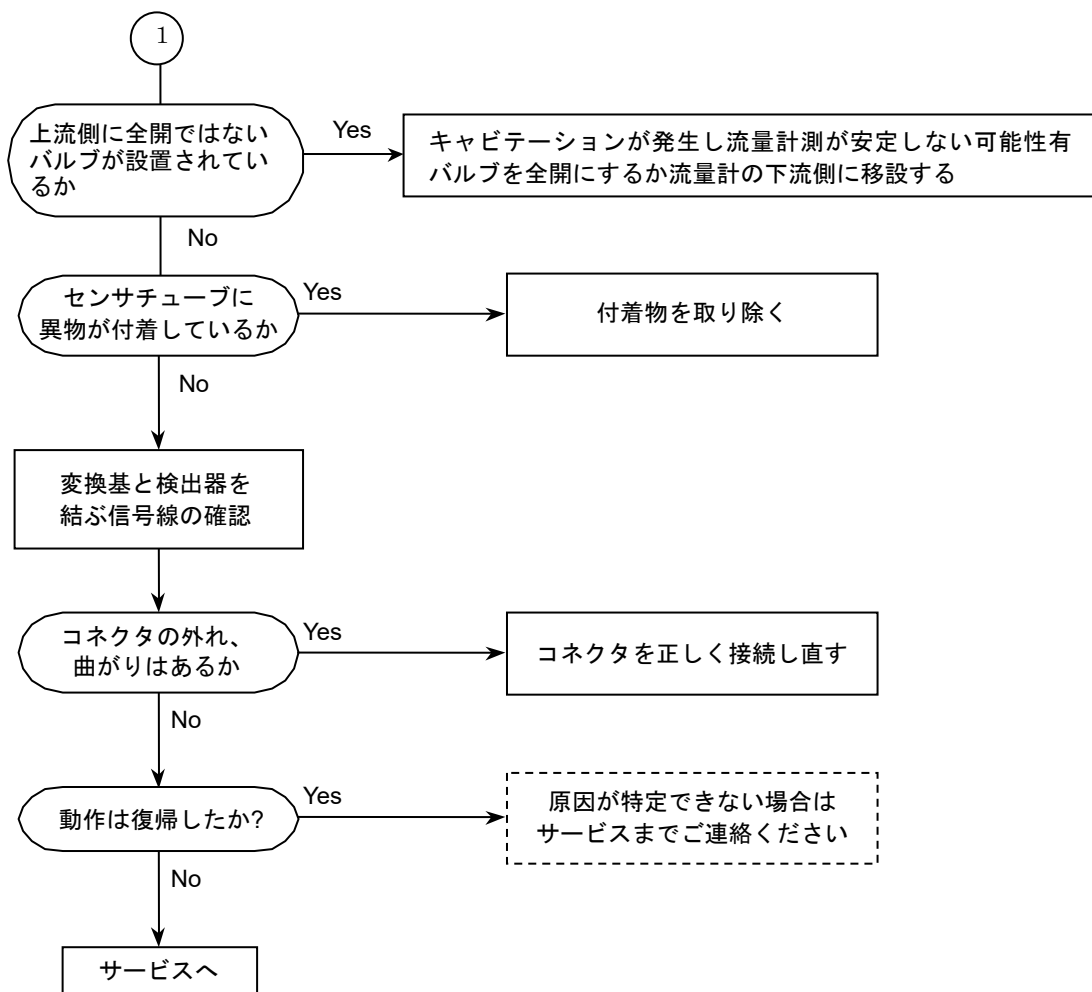 1
上流側に全開ではない
バルブが設置されてい
るか
Yes
キャビテーションが発生し流量計測が安定しない可能性有
バルブを全開にするか流量計の下流側に移設する
No
センサチューブに
異物が付着しているか
Yes
付着物を取り除く
No
変換基と検出器を
結ぶ信号線の確認
コネクタの外れ、
曲がりはあるか
Yes
コネクタを正しく接続し直す
No
動作は復帰したか?
Yes
原因が特定できない場合は
サービスまでご連絡ください
No
サービスへ